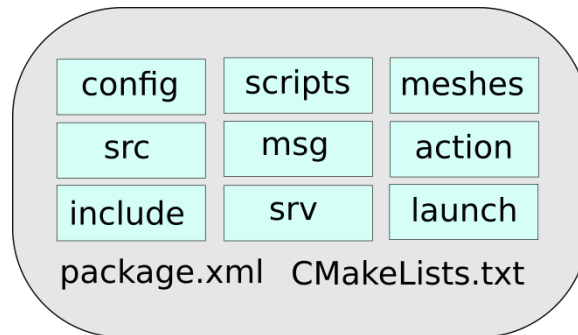 config scripts meshes
src msg action
include srv launch
package.xml CMakeLists.txt